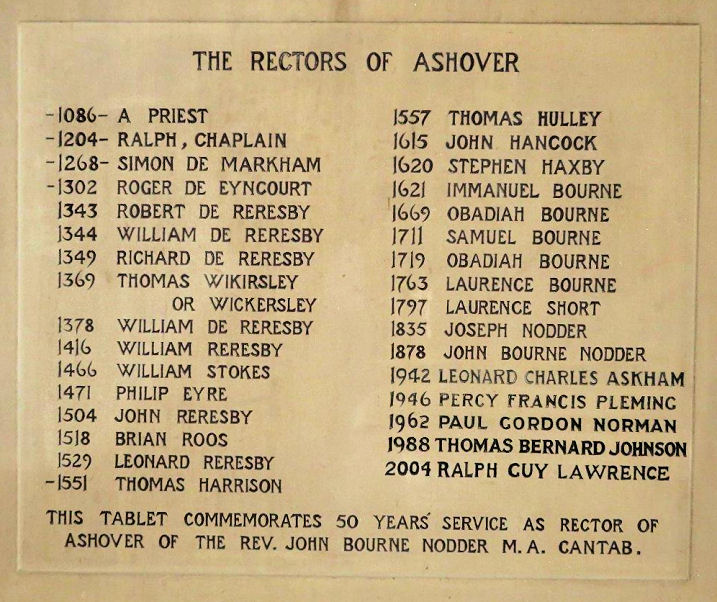 THE RECTORS OF ASHOVER
-1086- A PRIEST
-1204- RALPH, CHAPLAIN
-1268- SIMON DE MARKHAM
-1302 ROGER DE EYNCOURT
1343 ROBERT DE RERESBY
1344 WILLIAM DE RERESBY
1349 RICHARD DE RERESBY
1369 THOMAS WIKIRSLEY
OR WICKERSLEY
1378 WILLIAM DE RERESBY
1416 WILLIAM RERESBY
1466 WILLIAM STOKES
1471 PHILIP EYRE
1504 JOHN RERESBY
1518 BRIAN ROOS
1529 LEONARD RERESBY
-1551 THOMAS HARRISON
1557 THOMAS HULLEY
1615 JOHN HANCOCK
1620 STEPHEN HAXBY
1621 IMMANUEL BOURNE
1669 OBADIAH BOURNE
1711 SAMUEL BOURNE
1719 OBADIAH BOURNE
1763 LAURENCE BOURNE
1797 LAURENCE SHORT
1835 JOSEPH NODDER
1878 JOHN BOURNE NODDER
1942 LEONARD CHARLES ASKHAM
1946 PERCY FRANCIS PLEMING
1962 PAUL GORDON NORMAN
1988 THOMAS BERNARD JOHNSON
2004 RALPH GUY LAWRENCE
THIS TABLET COMMEMORATES 50 YEARS' SERVICE AS RECTOR OF
ASHOVER OF THE REV. JOHN BOURNE NODDER M.A. CANTAB.